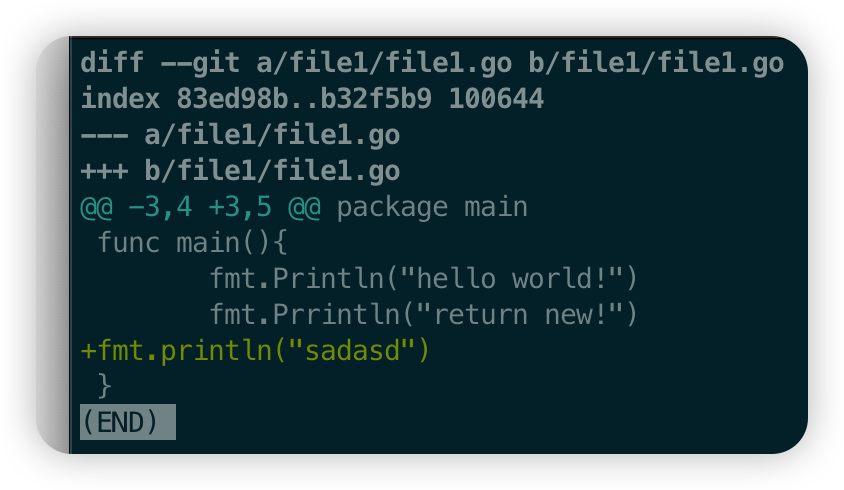 diff --git a/file1/file1.go b/file1/file1.go
index 83ed98b..b32f5b9 100644
--- a/file1/file1.go
+++ b/file1/file1.go
@@ -3,4 +3,5 @@ package main
 func main(){
        fmt.Println("hello world!")
        fmt.Prrintln("return new!")
+fmt.println("sadasd")
 }
(END)